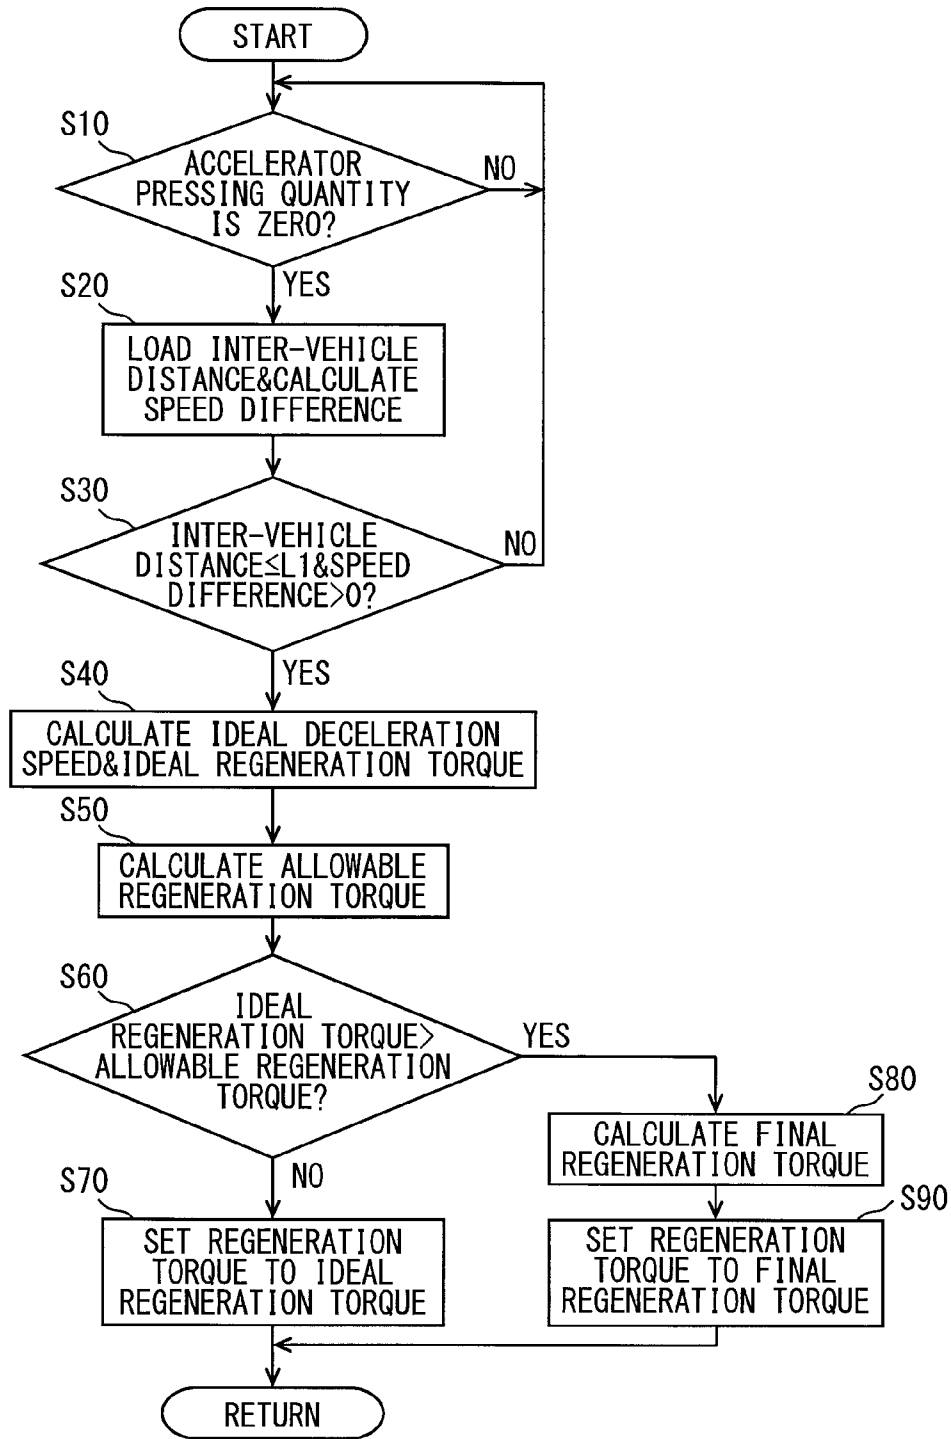 START
S10
ACCELERATOR
PRESSING QUANTITY
IS ZERO?
NO
YES
S20
LOAD INTER-VEHICLE
DISTANCE&CALCULATE
SPEED DIFFERENCE
S30
INTER-VEHICLE
DISTANCE≤L1&SPEED
DIFFERENCE>0?
NO
YES
S40
CALCULATE IDEAL DECELERATION
SPEED&IDEAL REGENERATION TORQUE
S50
CALCULATE ALLOWABLE
REGENERATION TORQUE
S60
IDEAL
REGENERATION TORQUE>
ALLOWABLE REGENERATION
TORQUE?
YES
NO
S70
SET REGENERATION
TORQUE TO IDEAL
REGENERATION TORQUE
S80
CALCULATE FINAL
REGENERATION TORQUE
S90
SET REGENERATION
TORQUE TO FINAL
REGENERATION TORQUE
RETURN